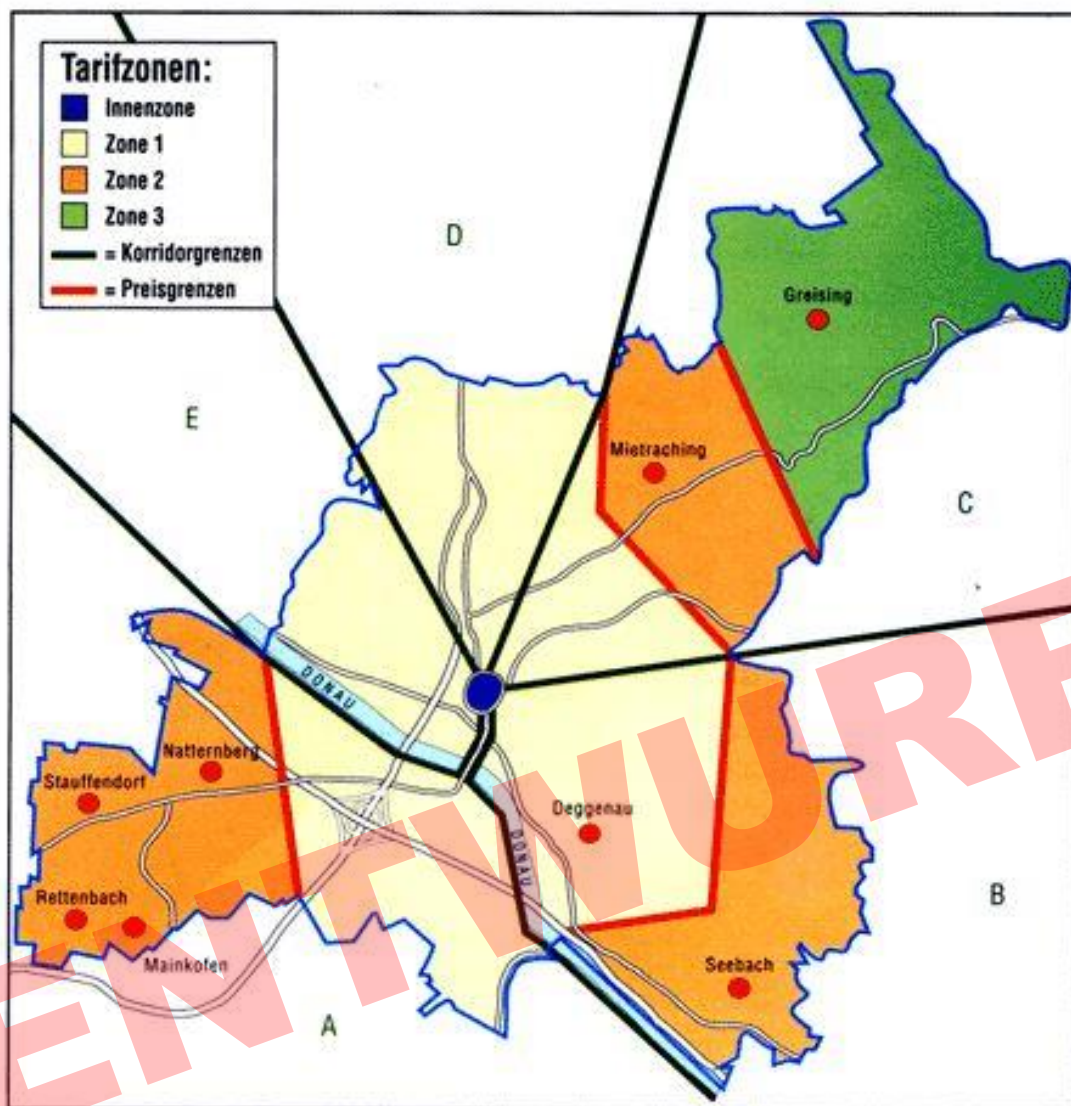 Tarifzonen:
Innenzone
Zone 1
Zone 2
Zone 3
= Korridorgrenzen
= Preisgrenzen
D
Greising
E
Mietraching
C
DONAU
Natternberg
Stauffendorf
Deggenau
DONAU
Rettenbach
B
Mainkofen
Seebach
A
ENTWURF